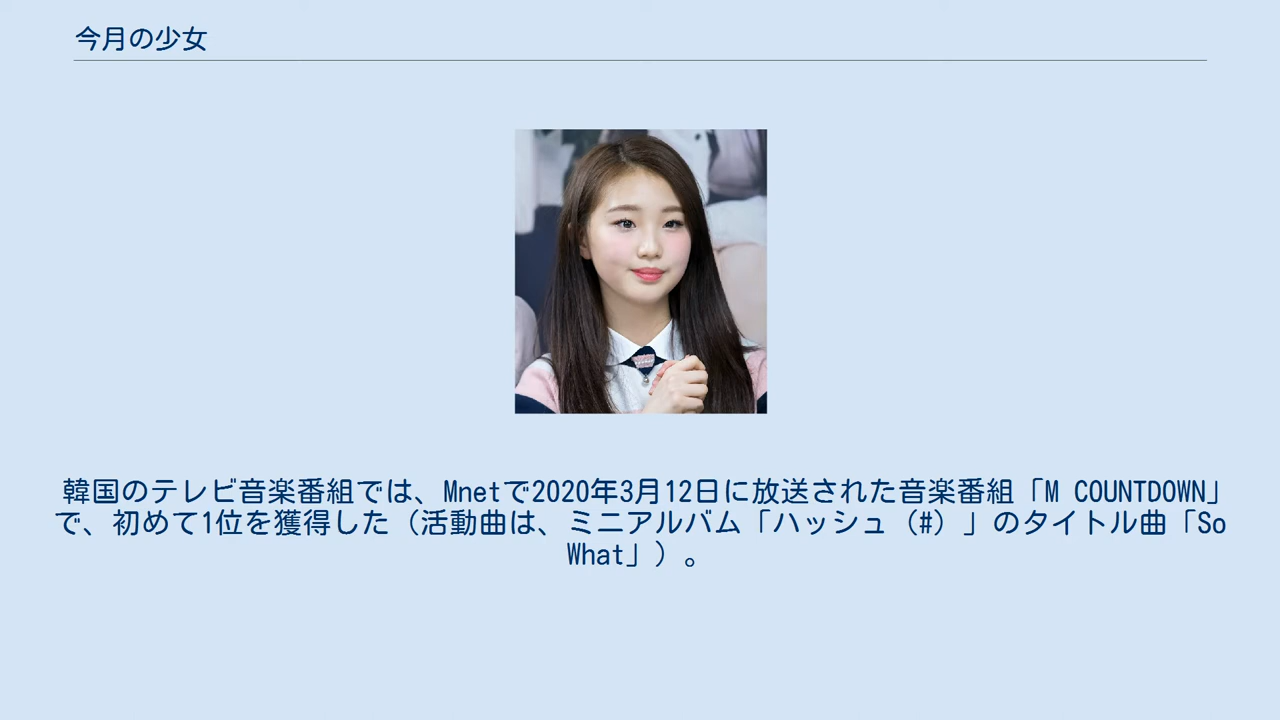 今月の少女
韓国のテレビ音楽番組では、Mnetで2020年3月12日に放送された音楽番組「M COUNTDOWN」
で、初めて1位を獲得した（活動曲は、ミニアルバム「ハッシュ（#）」のタイトル曲「So
What」）。